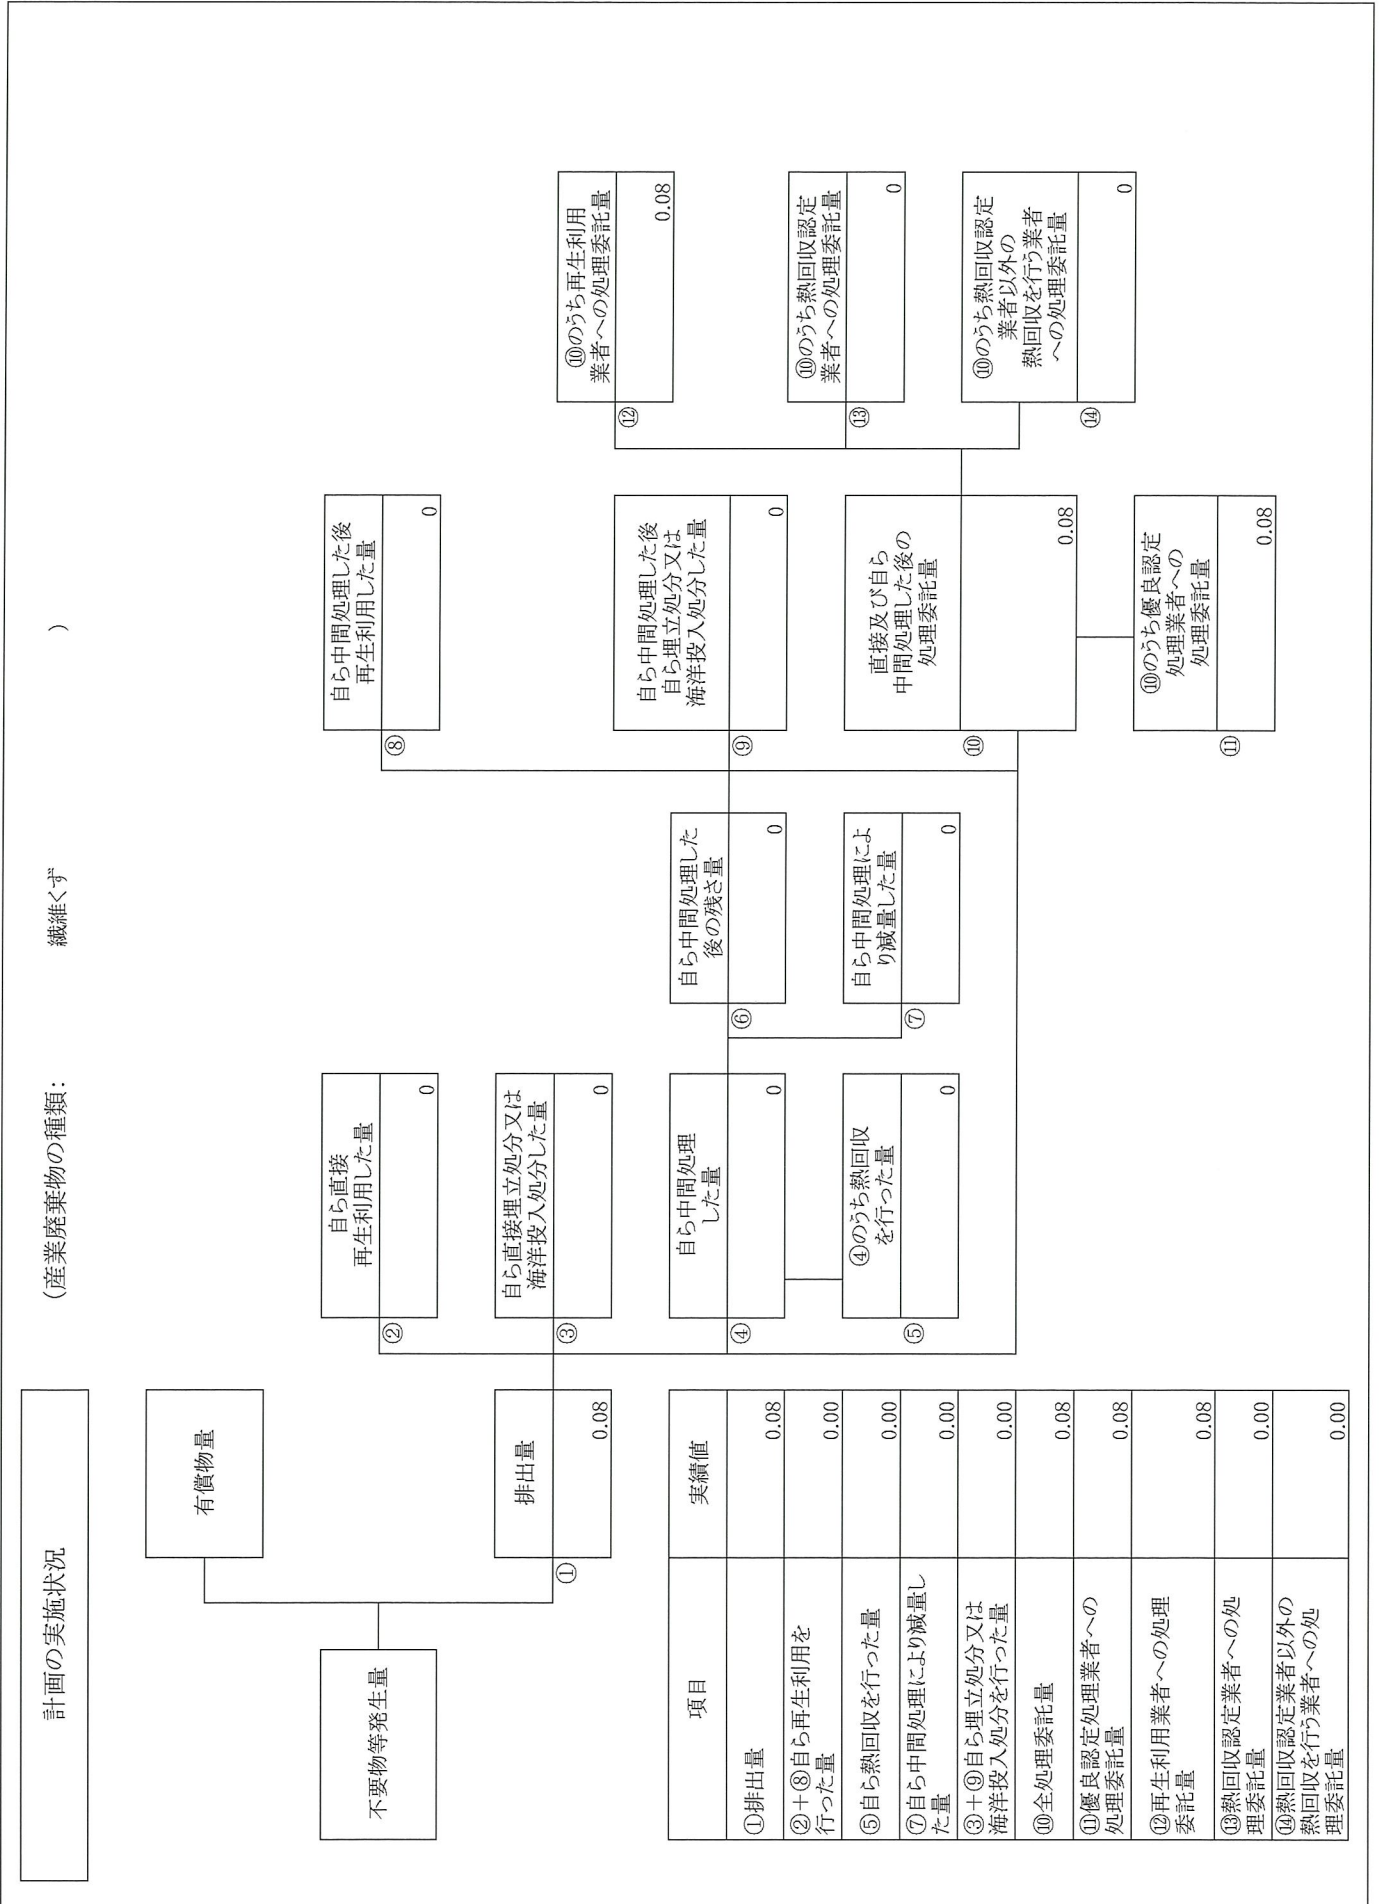 計画の実施状況
(産業廃棄物の種類: 繊維くず )
不要物等発生量
有償物量
①
排出量
0.08
②
自ら直接
再生利用した量
0
③
自ら直接埋立処分又は
海洋投入処分した量
0
④
自ら中間処理
した量
0
⑤
④のうち熱回収
を行った量
0
⑥
自ら中間処理した
後の残さ量
0
⑦
自ら中間処理によ
り減量した量
0
⑧
自ら中間処理した後
再生利用した量
0
⑨
自ら中間処理した後
自ら埋立処分又は
海洋投入処分した量
0
⑩
直接及び自ら
中間処理した後の
処理委託量
0.08
⑪
⑩のうち優良認定
処理業者への
処理委託量
0.08
⑫
⑩のうち再生利用
業者への処理委託量
0.08
⑬
⑩のうち熱回収認定
業者への処理委託量
0
⑭
⑩のうち熱回収認定
業者以外の
熱回収を行う業者
への処理委託量
0
項目 実績値
①排出量 0.08
②+⑧自ら再生利用を
行った量 0.00
⑤自ら熱回収を行った量 0.00
⑦自ら中間処理により減量し
た量 0.00
③+⑨自ら埋立処分又は
海洋投入処分を行った量 0.00
⑩全処理委託量 0.08
⑪優良認定処理業者への
処理委託量 0.08
⑫再生利用業者への処理
委託量 0.08
⑬熱回収認定業者への処
理委託量 0.00
⑭熱回収認定業者以外の
熱回収を行う業者への処
理委託量 0.00